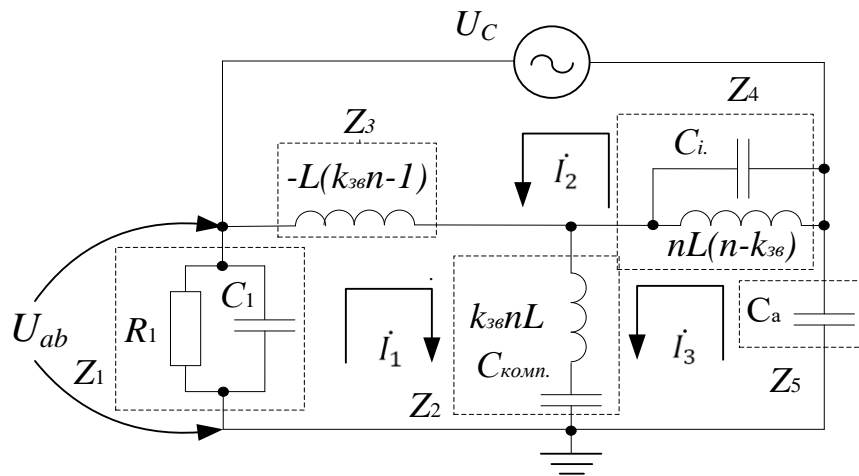 U_C
Z_4
Z_3
C_i.
-L(k_зв n-1)
İ_2
nL(n-k_зв)
C_1
R_1
k_зв nL
C_a
U_ab
İ_1
İ_3
C_комп.
Z_1
Z_2
Z_5